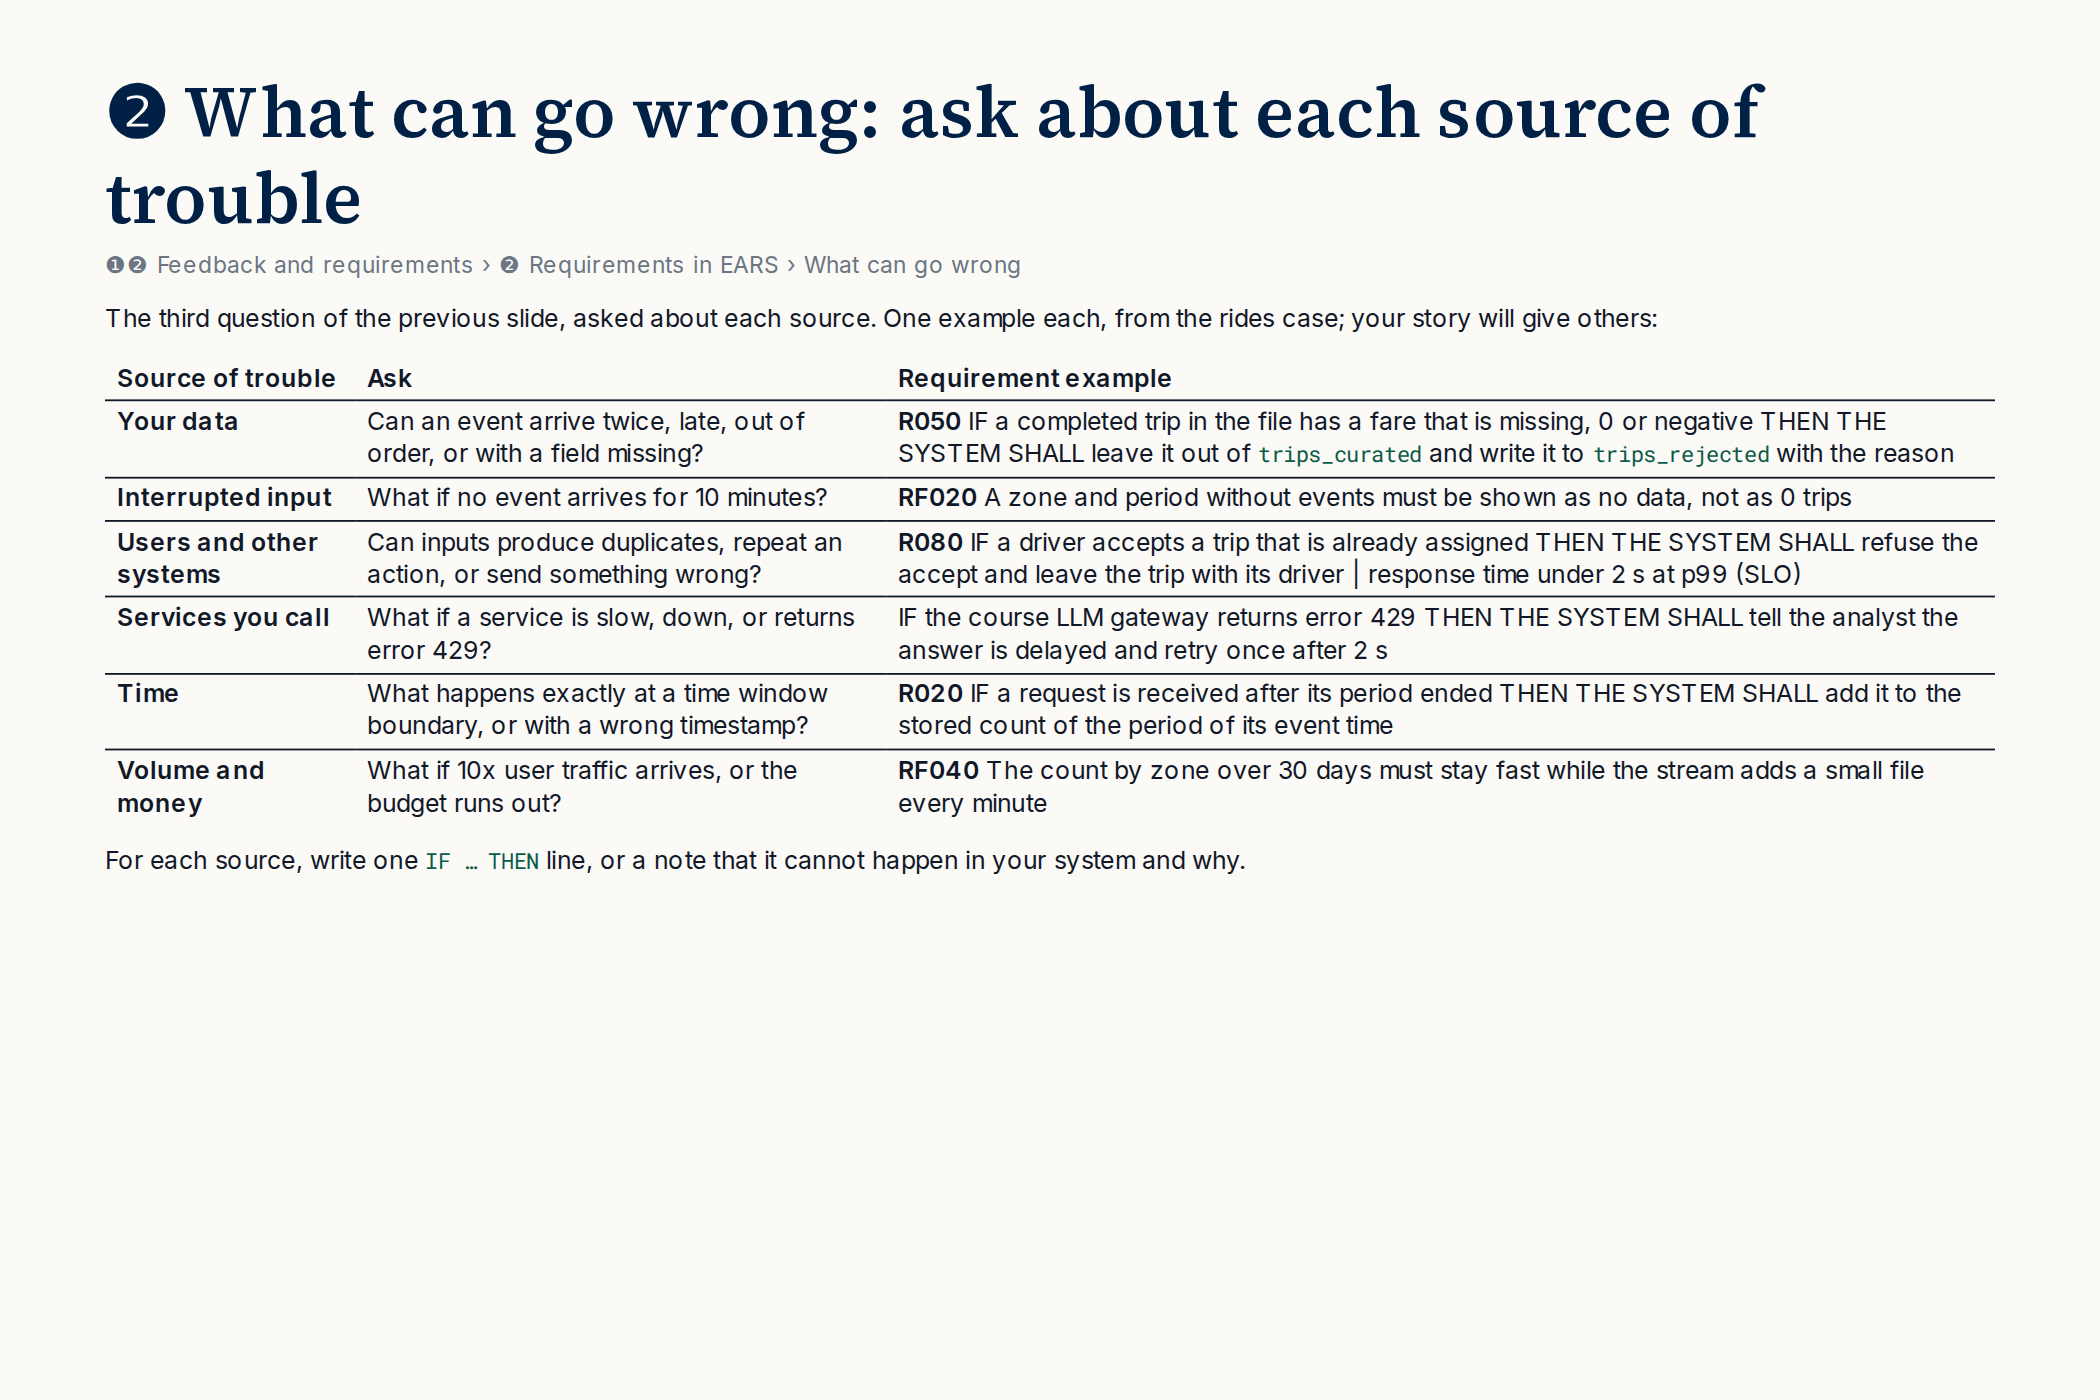 ❷ What can go wrong: ask about each source of
trouble
❶❷ Feedback and requirements › ❷ Requirements in EARS › What can go wrong
The third question of the previous slide, asked about each source. One example each, from the rides case; your story will give others:
Source of trouble Ask Requirement example
Your data Can an event arrive twice, late, out of R050 IF a completed trip in the file has a fare that is missing, 0 or negative THEN THE
order, or with a field missing? SYSTEM SHALL leave it out of trips_curated and write it to trips_rejected with the reason
Interrupted input What if no event arrives for 10 minutes? RF020 A zone and period without events must be shown as no data, not as 0 trips
Users and other Can inputs produce duplicates, repeat an R080 IF a driver accepts a trip that is already assigned THEN THE SYSTEM SHALL refuse the
systems action, or send something wrong? accept and leave the trip with its driver | response time under 2 s at p99 (SLO)
Services you call What if a service is slow, down, or returns IF the course LLM gateway returns error 429 THEN THE SYSTEM SHALL tell the analyst the
error 429? answer is delayed and retry once after 2 s
Time What happens exactly at a time window R020 IF a request is received after its period ended THEN THE SYSTEM SHALL add it to the
boundary, or with a wrong timestamp? stored count of the period of its event time
Volume and What if 10x user traffic arrives, or the RF040 The count by zone over 30 days must stay fast while the stream adds a small file
money budget runs out? every minute
For each source, write one IF … THEN line, or a note that it cannot happen in your system and why.